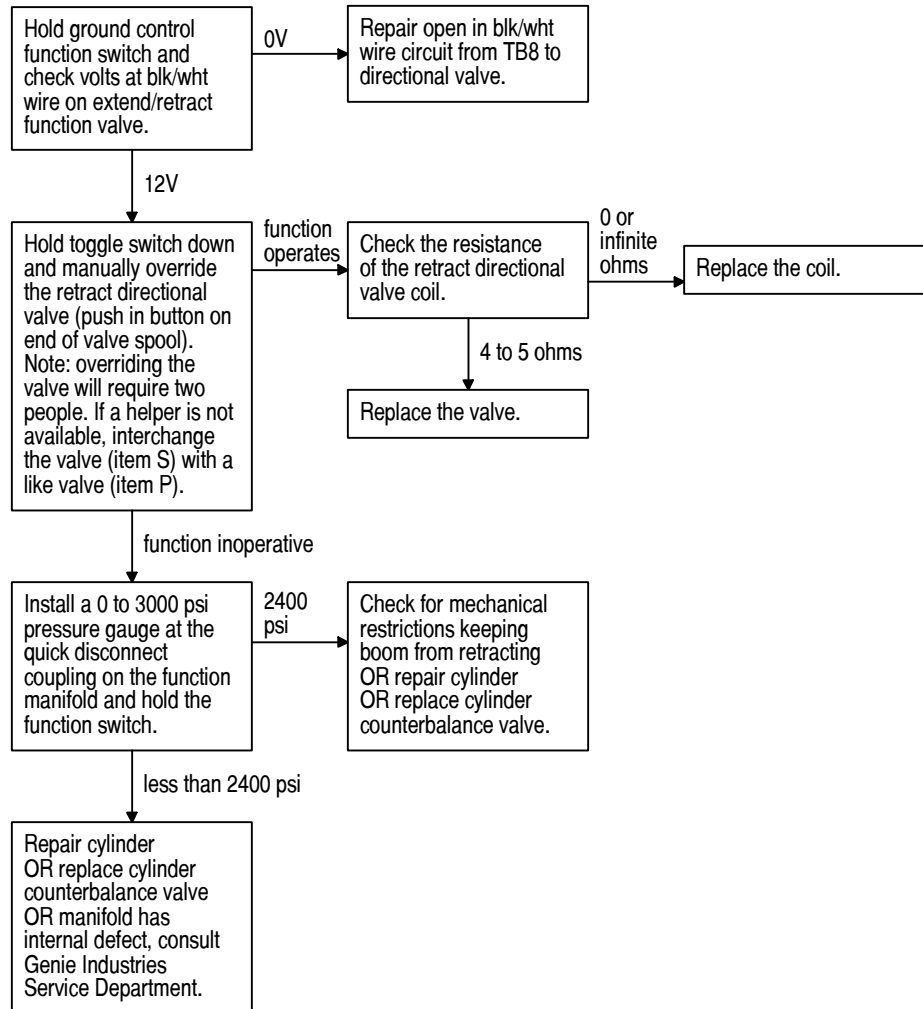 Hold ground control
function switch and
check volts at blk/wht
wire on extend/retract
function valve.
0V
Repair open in blk/wht
wire circuit from TB8 to
directional valve.
12V
Hold toggle switch down
and manually override
the retract directional
valve (push in button on
end of valve spool).
Note: overriding the
valve will require two
people. If a helper is not
available, interchange
the valve (item S) with a
like valve (item P).
function
operates
Check the resistance
of the retract directional
valve coil.
0 or
infinite
ohms
Replace the coil.
4 to 5 ohms
Replace the valve.
function inoperative
Install a 0 to 3000 psi
pressure gauge at the
quick disconnect
coupling on the function
manifold and hold the
function switch.
2400
psi
Check for mechanical
restrictions keeping
boom from retracting
OR repair cylinder
OR replace cylinder
counterbalance valve.
less than 2400 psi
Repair cylinder
OR replace cylinder
counterbalance valve
OR manifold has
internal defect, consult
Genie Industries
Service Department.